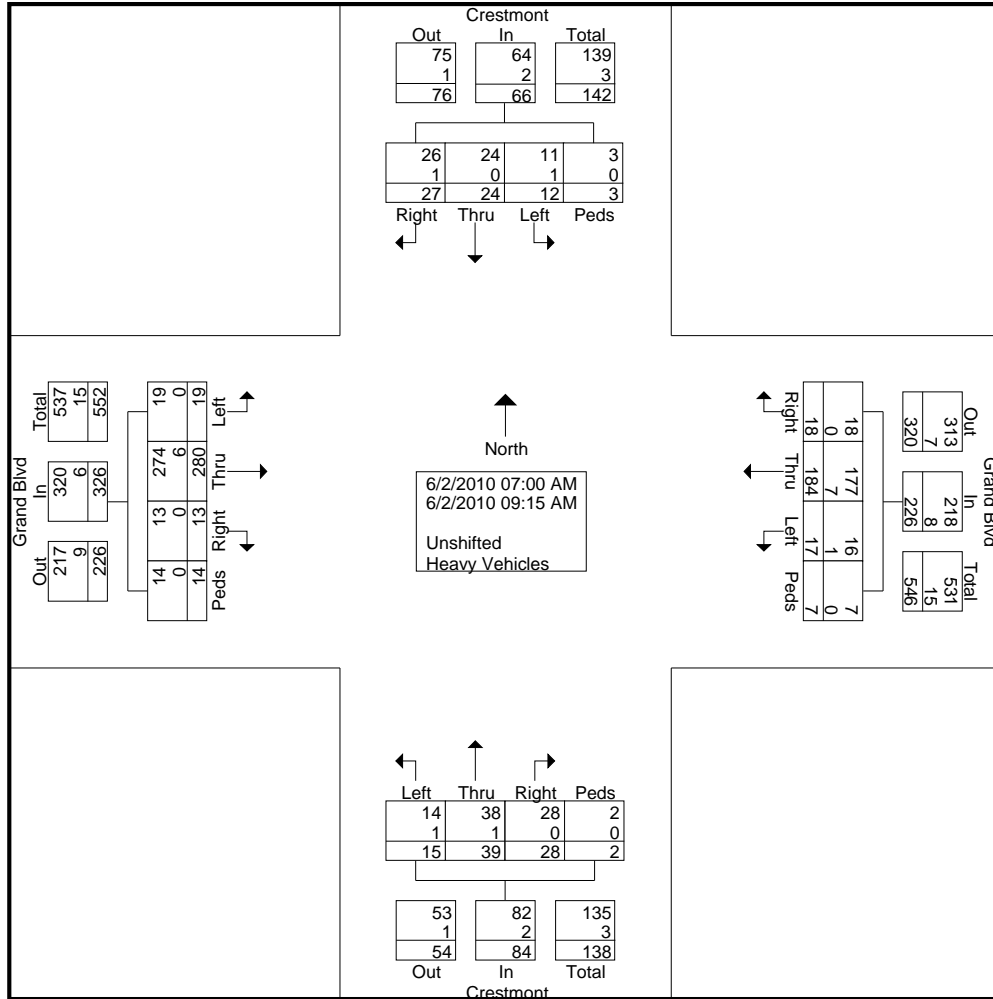 Crestmont
Out In Total
75 64 139
1 2 3
76 66 142
26 24 11 3
1 0 1 0
27 24 12 3
Right Thru Left Peds
Grand Blvd
Total In Out
537 320 217
15 6 9
552 326 226
19 274 13 14
0 6 0 0
19 280 13 14
Left Thru Right Peds
North
6/2/2010 07:00 AM
6/2/2010 09:15 AM
Unshifted
Heavy Vehicles
Grand Blvd
Out In Total
313 218 531
7 8 15
320 226 546
18 177 16 7
0 7 1 0
18 184 17 7
Right Thru Left Peds
Left Thru Right Peds
14 38 28 2
1 1 0 0
15 39 28 2
53 82 135
1 2 3
54 84 138
Out In Total
Crestmont